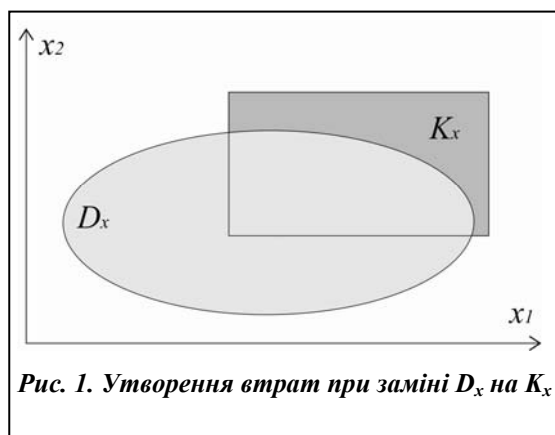 x2
Kx
Dx
x1
Рис. 1. Утворення втрат при заміні Dx на Kx